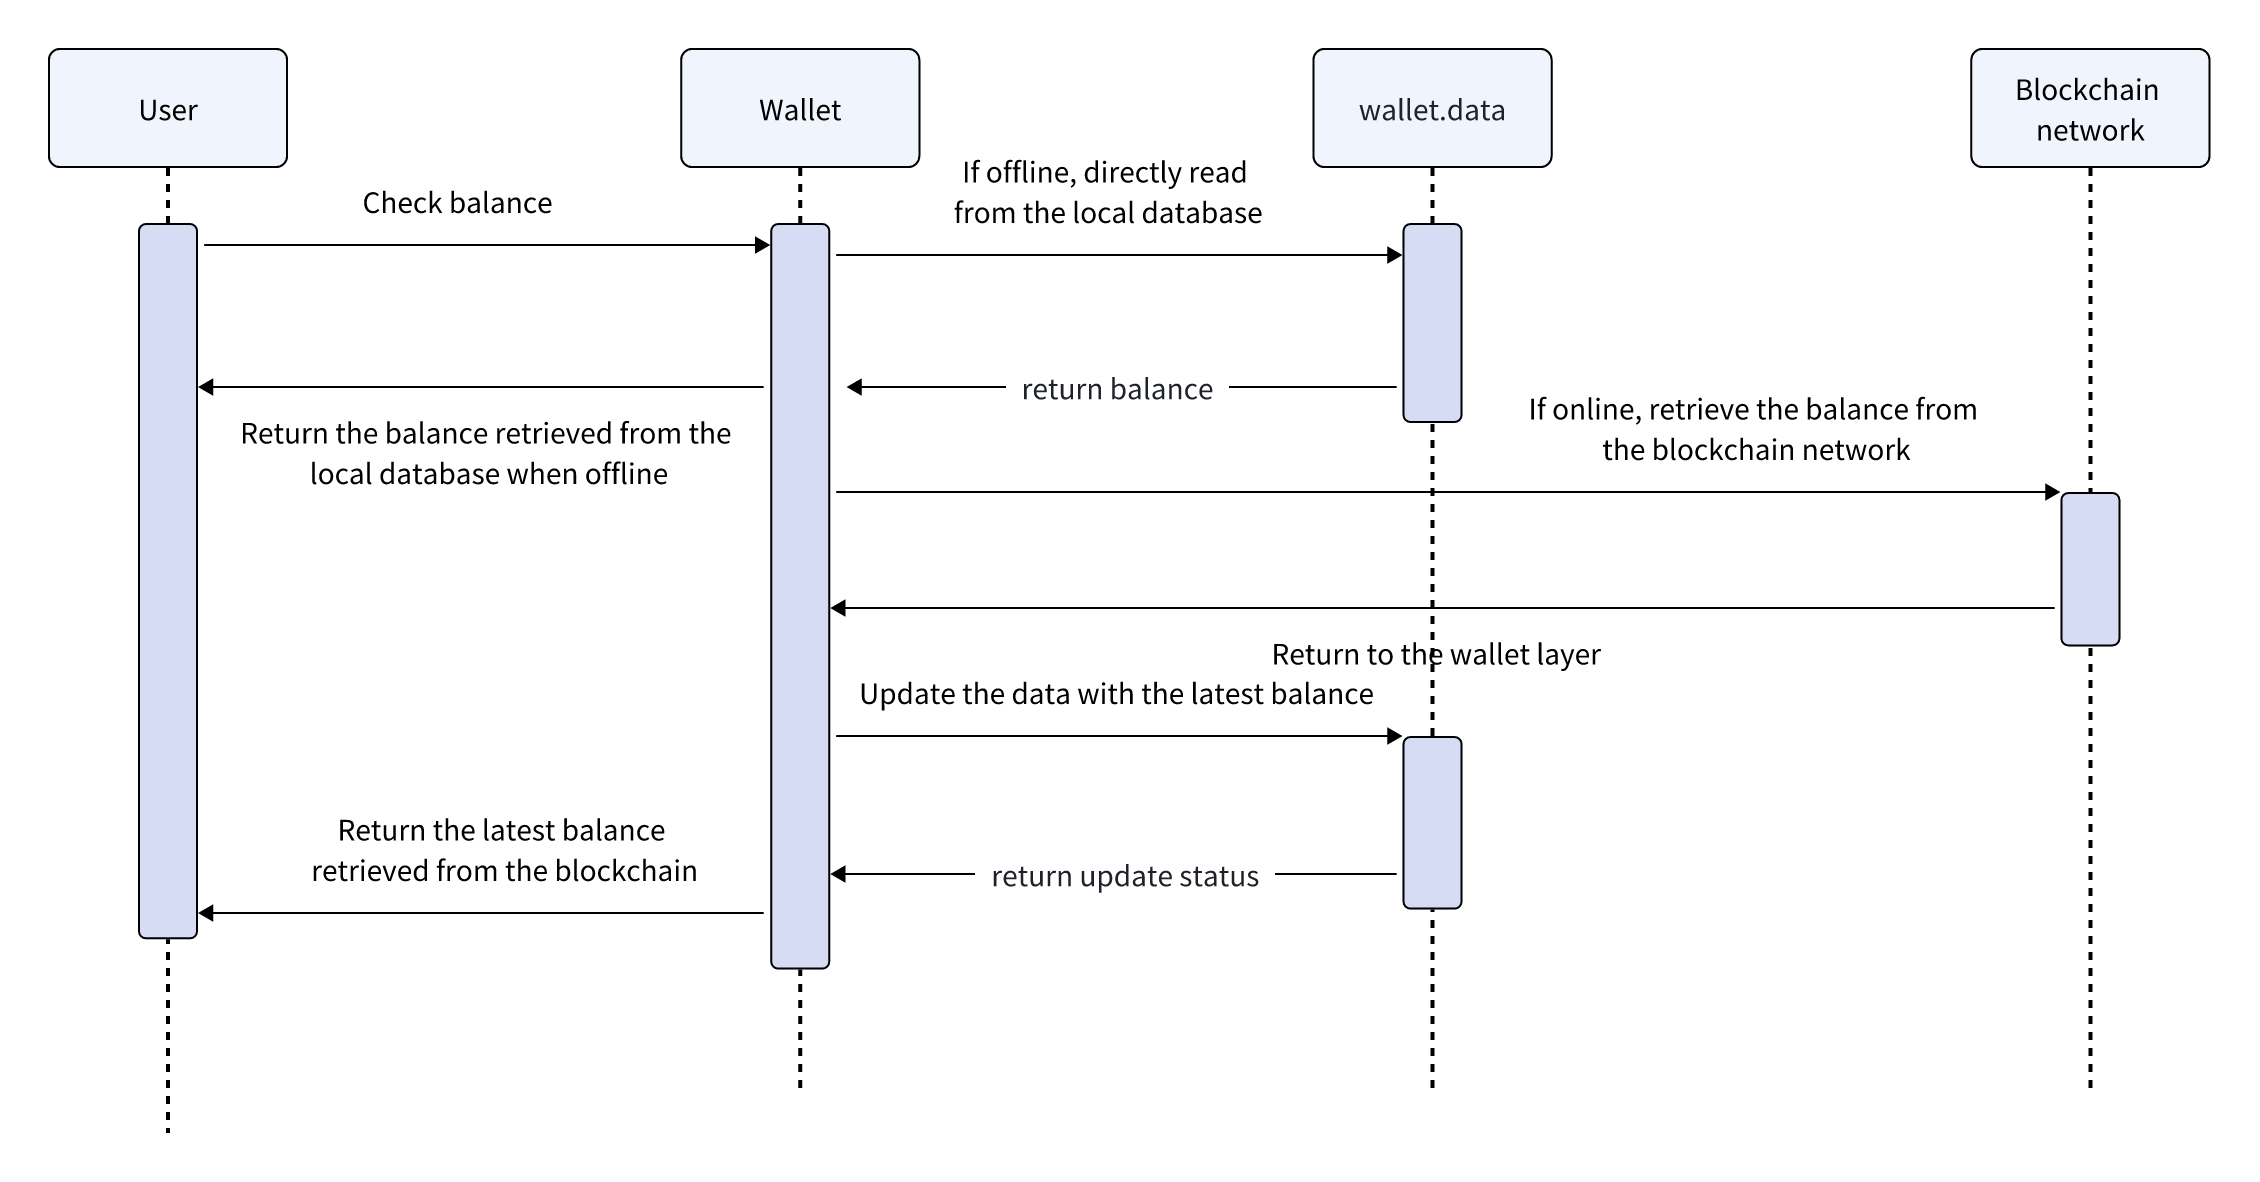 User
Wallet
wallet.data
Blockchain
network
Check balance
If offline, directly read
from the local database
return balance
Return the balance retrieved from the
local database when offline
If online, retrieve the balance from
the blockchain network
Return to the wallet layer
Update the data with the latest balance
Return the latest balance
retrieved from the blockchain
return update status